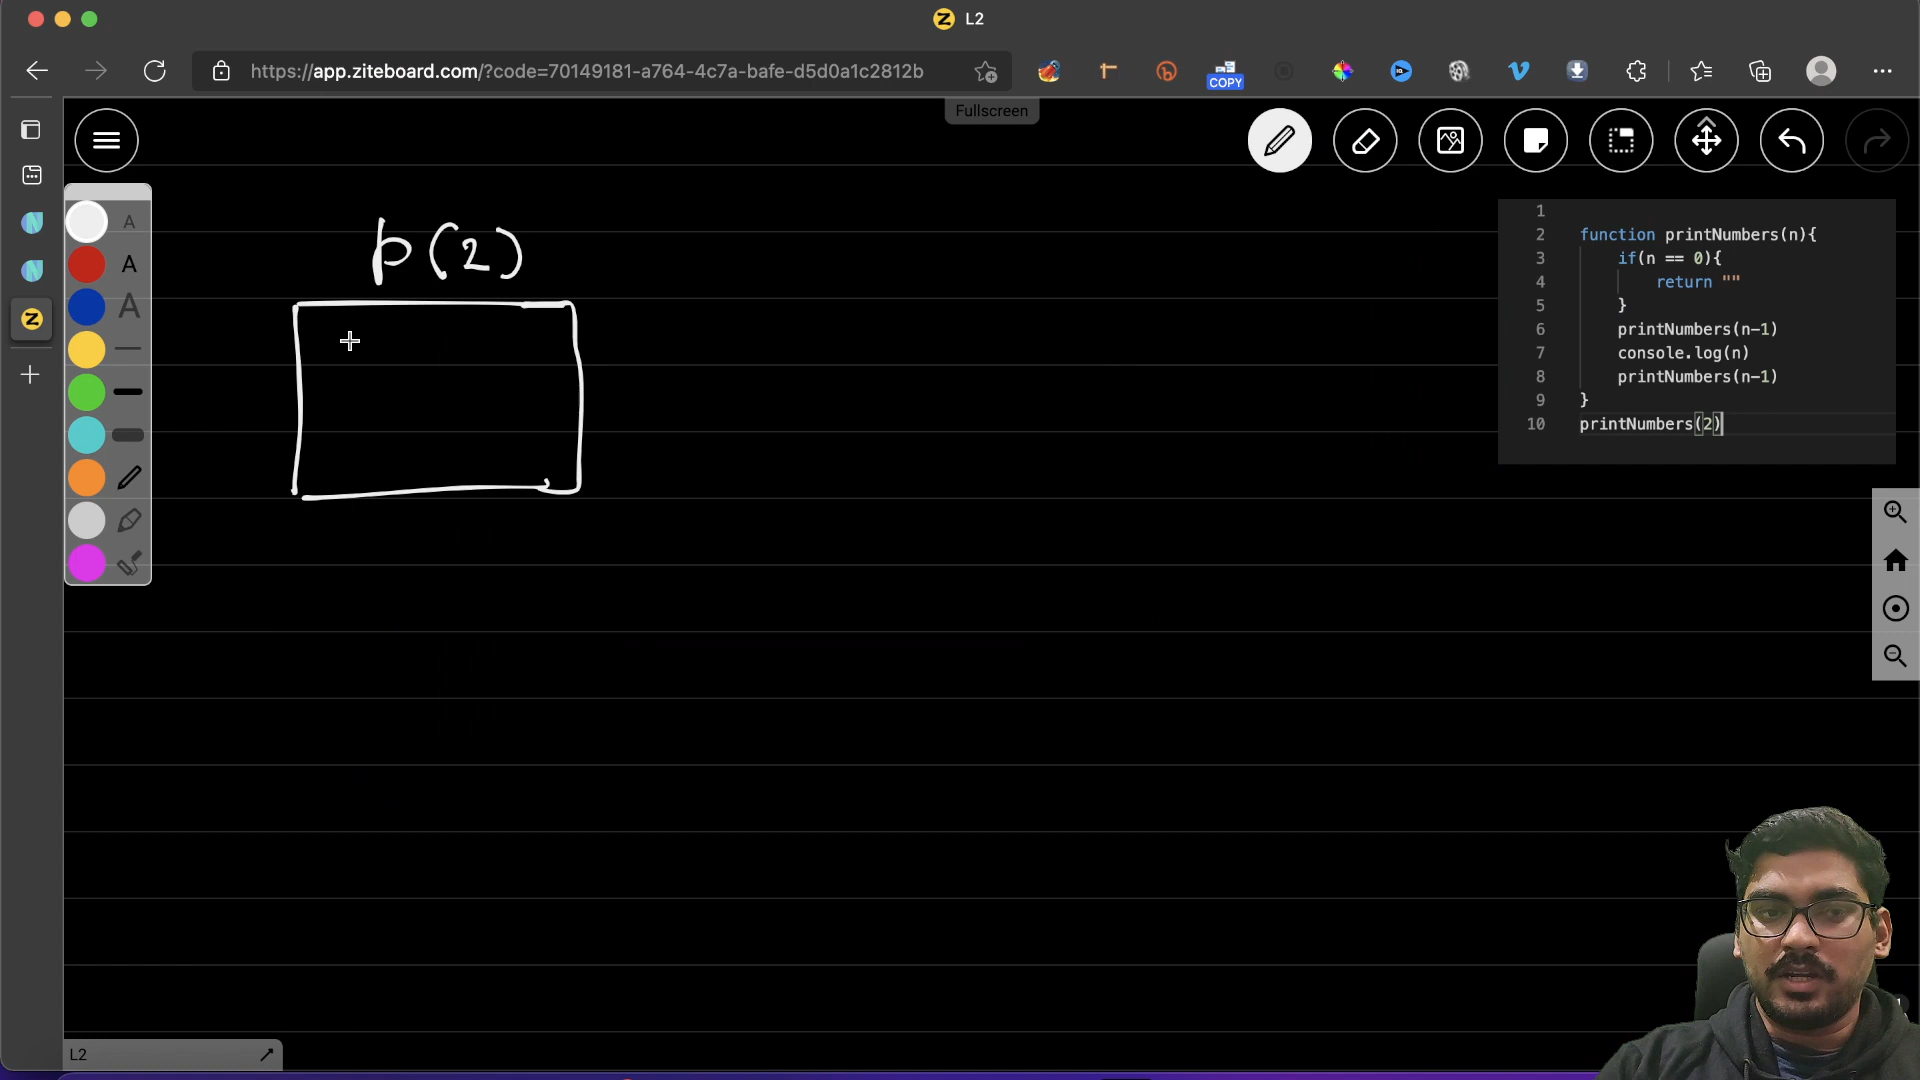 L2
https://app.ziteboard.com/?code=70149181-a764-4c7a-bafe-d5d0a1c2812b
COPY
Fullscreen
A
A
A
p(2)
1
2 function printNumbers(n){
3 if(n == 0){
4 return ""
5 }
6 printNumbers(n-1)
7 console.log(n)
8 printNumbers(n-1)
9 }
10 printNumbers(2)
L2